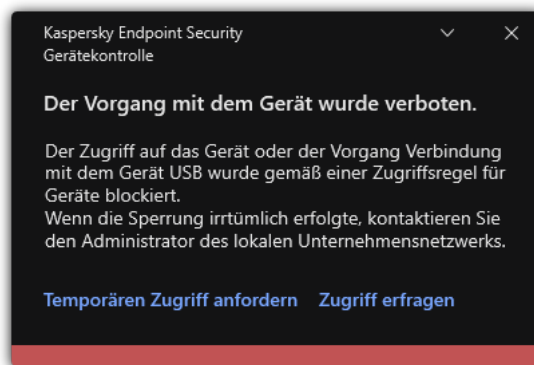 Kaspersky Endpoint Security
Gerätekontrolle
Der Vorgang mit dem Gerät wurde verboten.
Der Zugriff auf das Gerät oder der Vorgang Verbindung
mit dem Gerät USB wurde gemäß einer Zugriffsregel für
Geräte blockiert.
Wenn die Sperrung irrtümlich erfolgte, kontaktieren Sie
den Administrator des lokalen Unternehmensnetzwerks.
Temporären Zugriff anfordern Zugriff erfragen